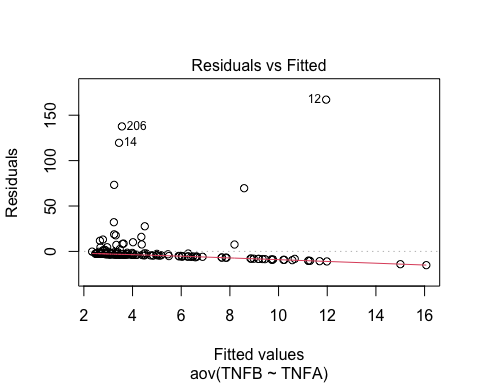 Residuals vs Fitted
Residuals
150
100
50
0
12
206
14
2 4 6 8 10 12 14 16
Fitted values
aov(TNFB ~ TNFA)